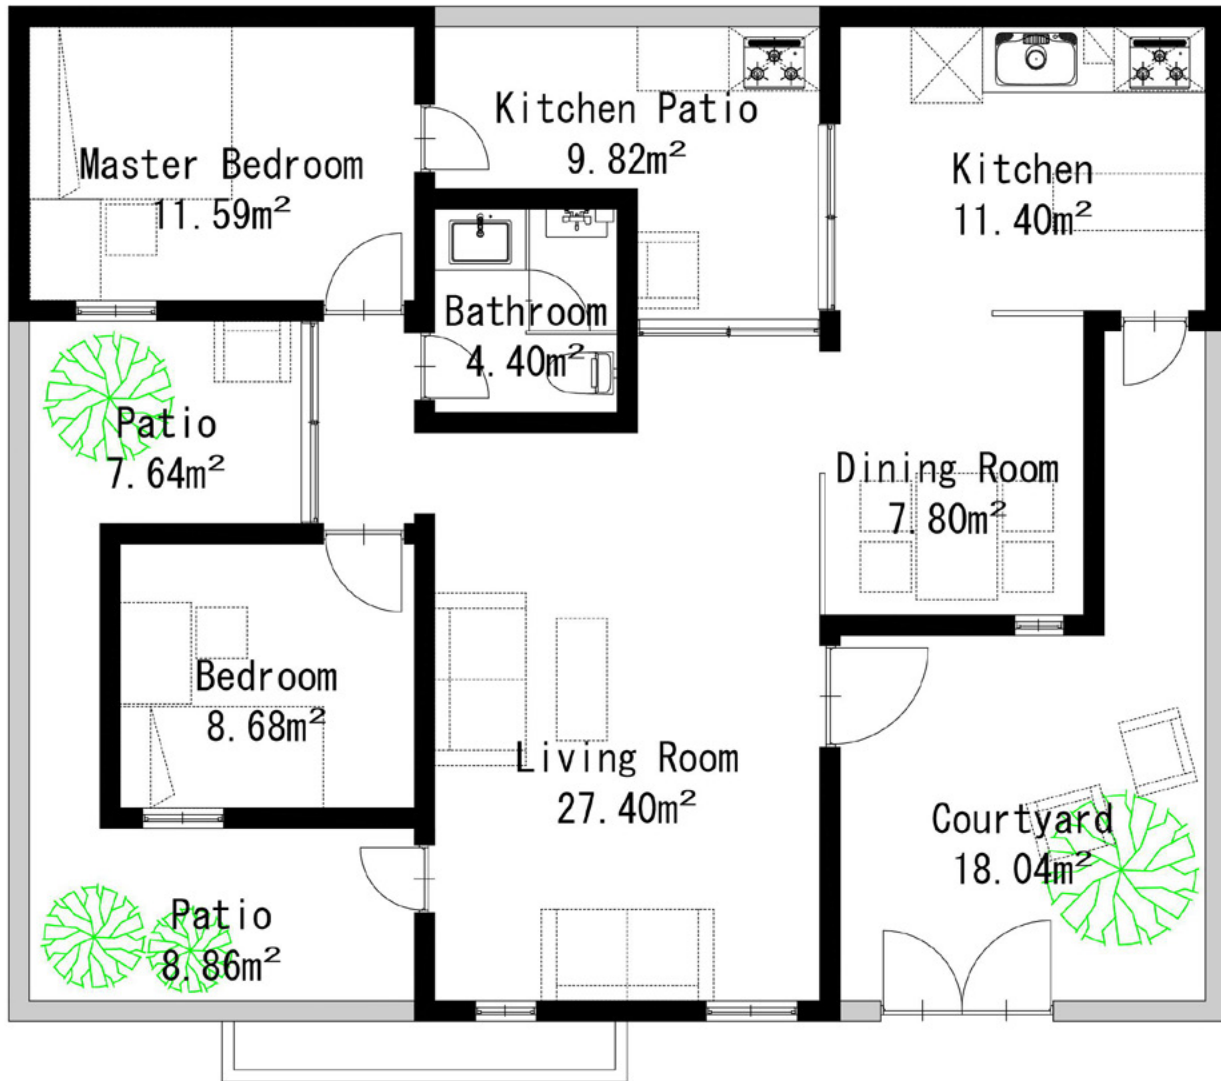 Kitchen Patio
9.82m²
Master Bedroom
11.59m²
Kitchen
11.40m²
Bathroom
4.40m²
Patio
7.64m²
Dining Room
7.80m²
Bedroom
8.68m²
Living Room
27.40m²
Courtyard
18.04m²
Patio
8.86m²